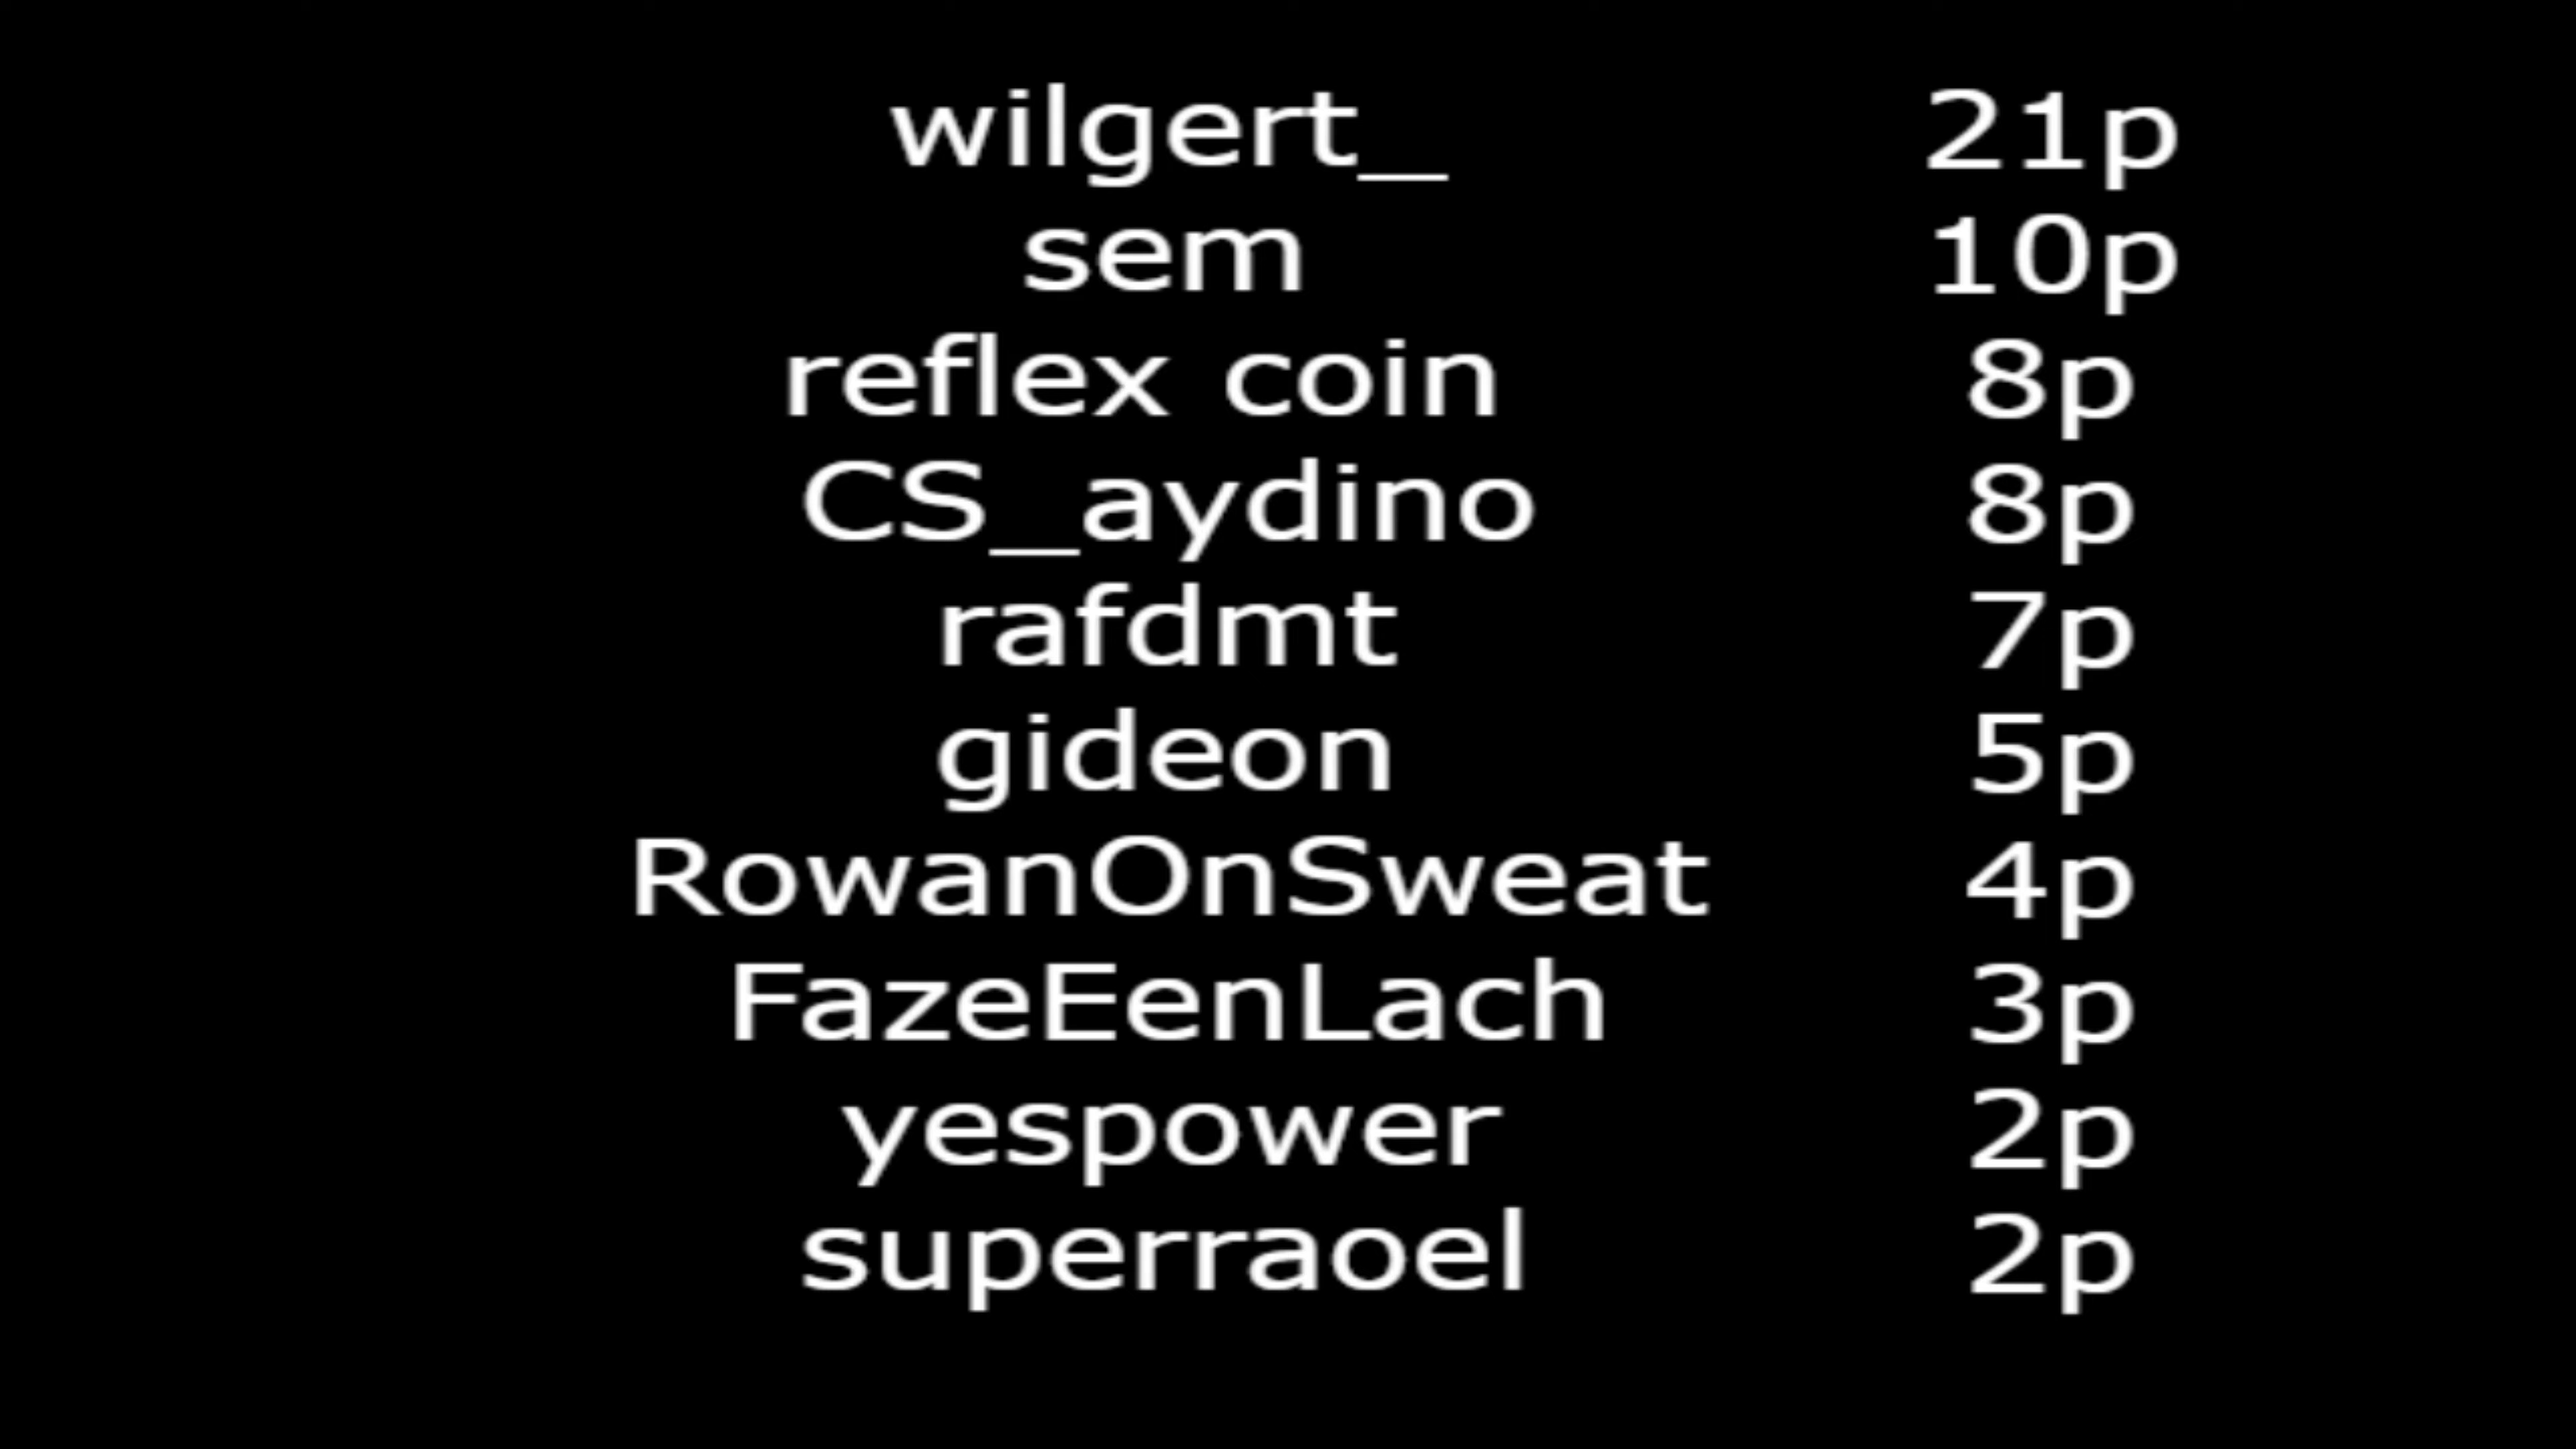 wilgert_ 21p
sem 10p
reflex coin 8p
CS_aydino 8p
rafdmt 7p
gideon 5p
RowanOnSweat 4p
FazeEenLach 3p
yespower 2p
superraoel 2p